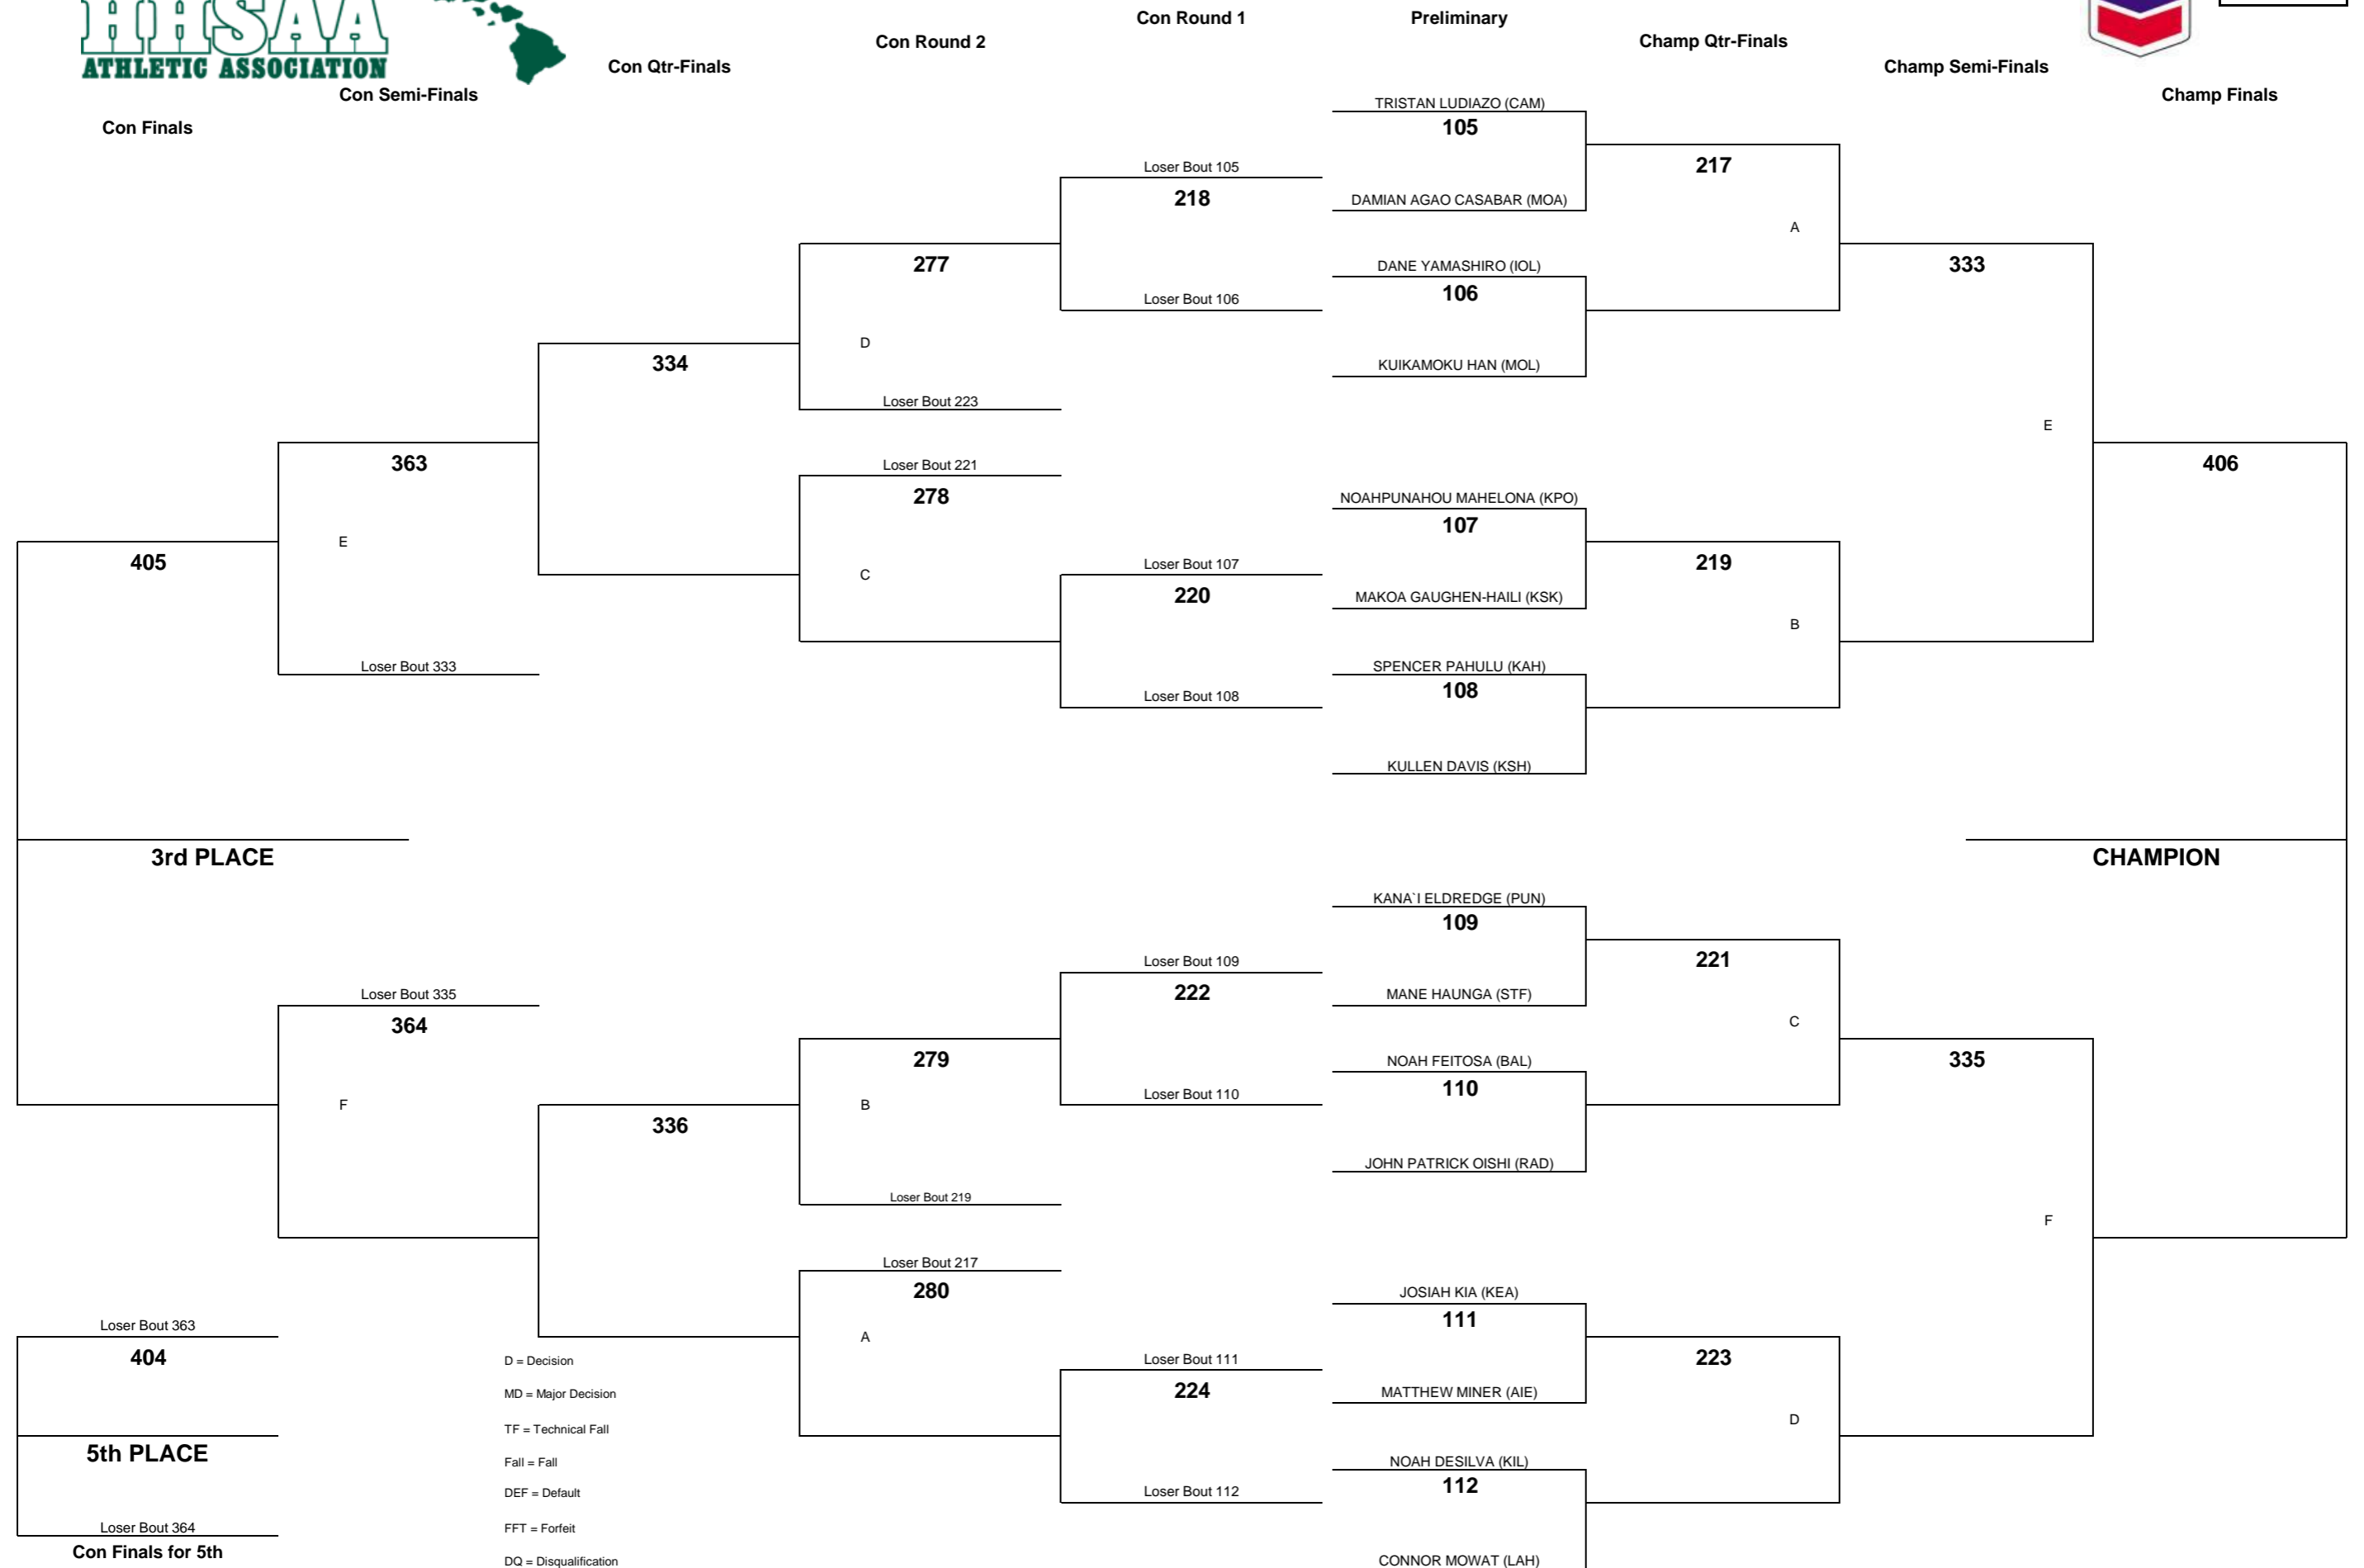 HHSAA
ATHLETIC ASSOCIATION
Con Round 1
Preliminary
Con Round 2
Champ Qtr-Finals
Con Qtr-Finals
Champ Semi-Finals
Con Semi-Finals
Champ Finals
Con Finals
TRISTAN LUDIAZO (CAM)
105
Loser Bout 105
217
218
DAMIAN AGAO CASABAR (MOA)
A
277
DANE YAMASHIRO (IOL)
333
106
Loser Bout 106
D
334
KUIKAMOKU HAN (MOL)
Loser Bout 223
E
363
Loser Bout 221
406
278
NOAHPUNAHOU MAHELONA (KPO)
107
E
405
Loser Bout 107
219
C
220
MAKOA GAUGHEN-HAILI (KSK)
B
Loser Bout 333
SPENCER PAHULU (KAH)
108
Loser Bout 108
KULLEN DAVIS (KSH)
3rd PLACE
CHAMPION
KANA`I ELDREDGE (PUN)
109
Loser Bout 109
221
Loser Bout 335
222
MANE HAUNGA (STF)
364
C
279
NOAH FEITOSA (BAL)
335
110
Loser Bout 110
F
B
336
JOHN PATRICK OISHI (RAD)
Loser Bout 219
F
Loser Bout 217
280
JOSIAH KIA (KEA)
111
Loser Bout 363
A
404
D = Decision
Loser Bout 111
223
MD = Major Decision
224
MATTHEW MINER (AIE)
TF = Technical Fall
D
5th PLACE
Fall = Fall
NOAH DESILVA (KIL)
112
DEF = Default
Loser Bout 112
Loser Bout 364
FFT = Forfeit
Con Finals for 5th
DQ = Disqualification
CONNOR MOWAT (LAH)